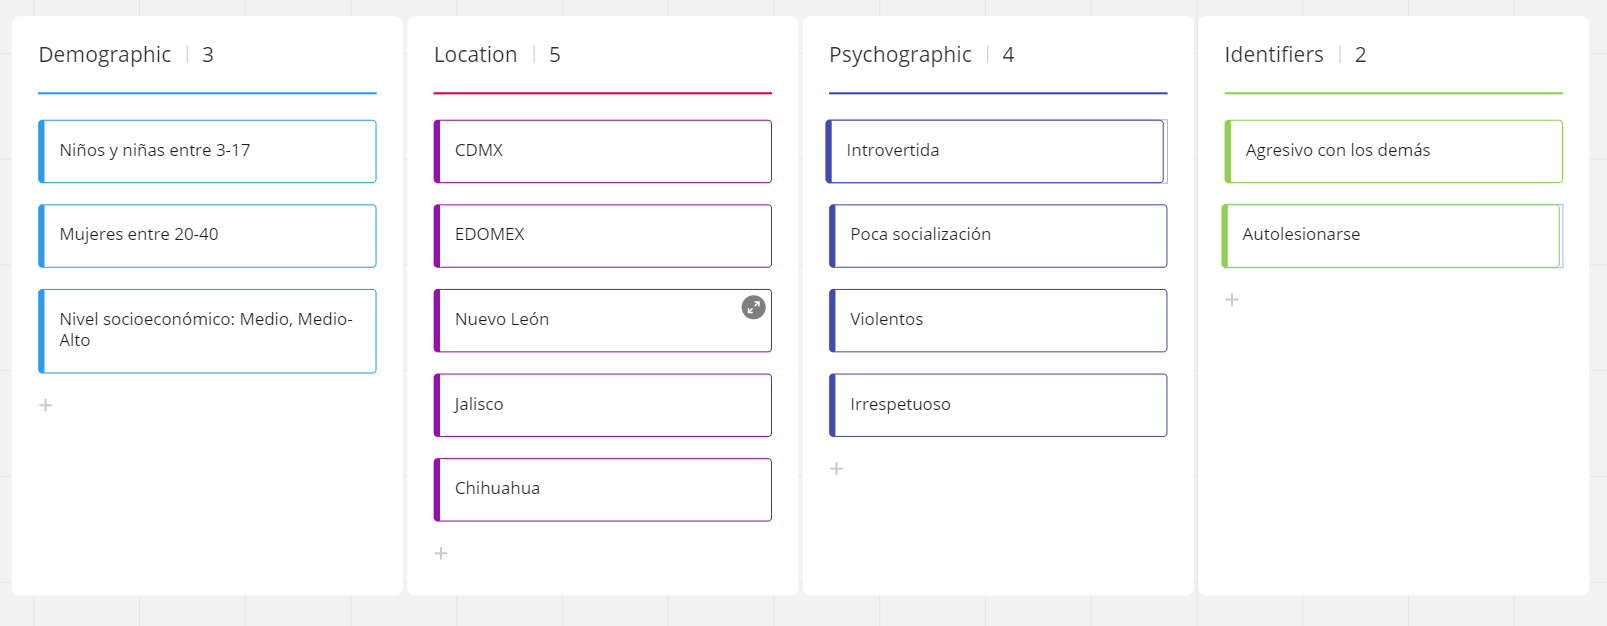 Demographic | 3
Niños y niñas entre 3-17
Mujeres entre 20-40
Nivel socioeconómico: Medio, Medio-
Alto
+
Location | 5
CDMX
EDOMEX
Nuevo León
Jalisco
Chihuahua
+
Psychographic | 4
Introvertida
Poca socialización
Violentos
Irrespetuoso
+
Identifiers | 2
Agresivo con los demás
Autolesionarse
+